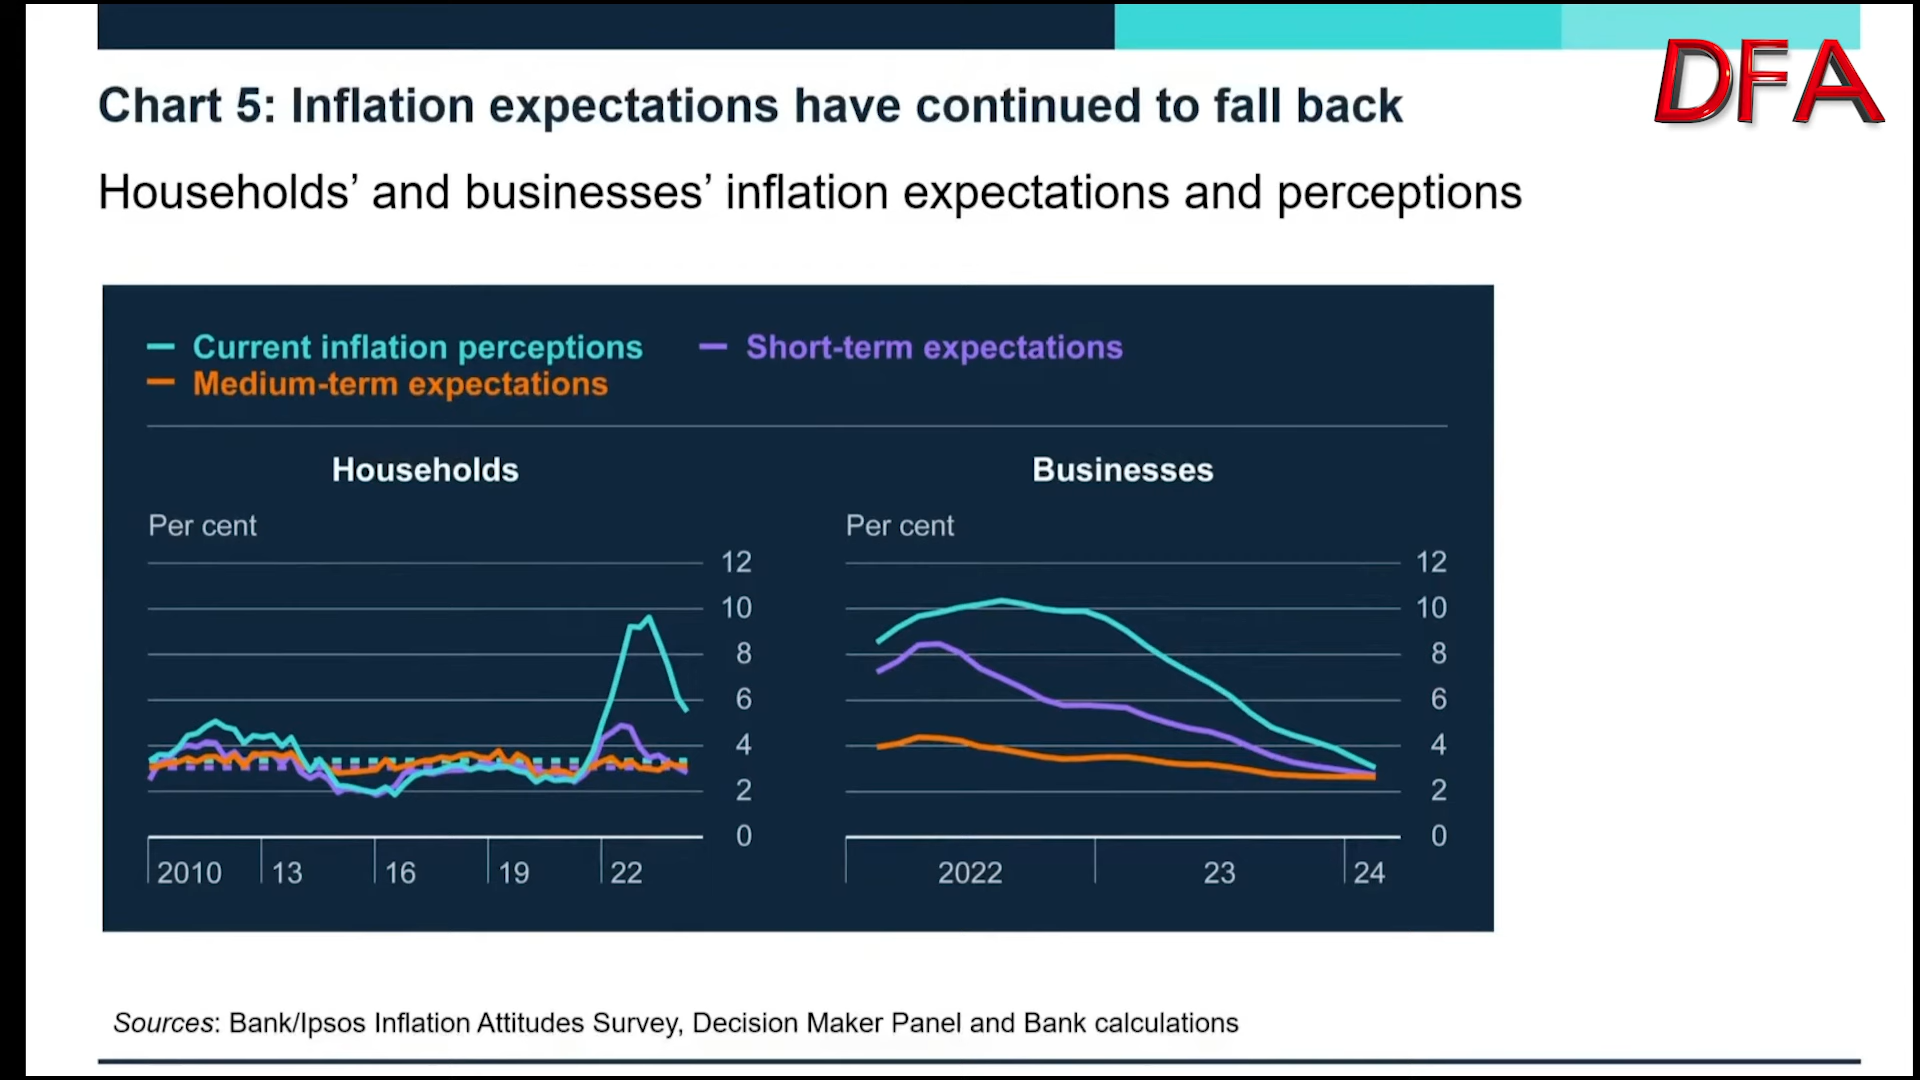 DFA
Chart 5: Inflation expectations have continued to fall back
Households’ and businesses’ inflation expectations and perceptions
Current inflation perceptions
Short-term expectations
Medium-term expectations
Households
Per cent
12
10
8
6
4
2
0
2010 13 16 19 22
Businesses
Per cent
12
10
8
6
4
2
0
2022 23 24
Sources: Bank/Ipsos Inflation Attitudes Survey, Decision Maker Panel and Bank calculations